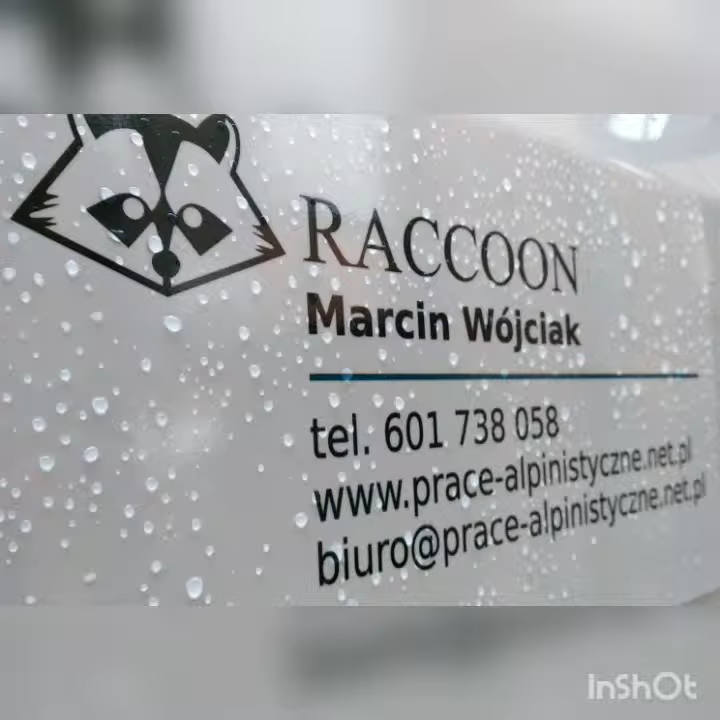 RACCOON
Marcin Wójciak
tel. 601 738 058
www.prace-alpinistyczne.net.pl
biuro@prace-alpinistyczne.net.pl
InShOt